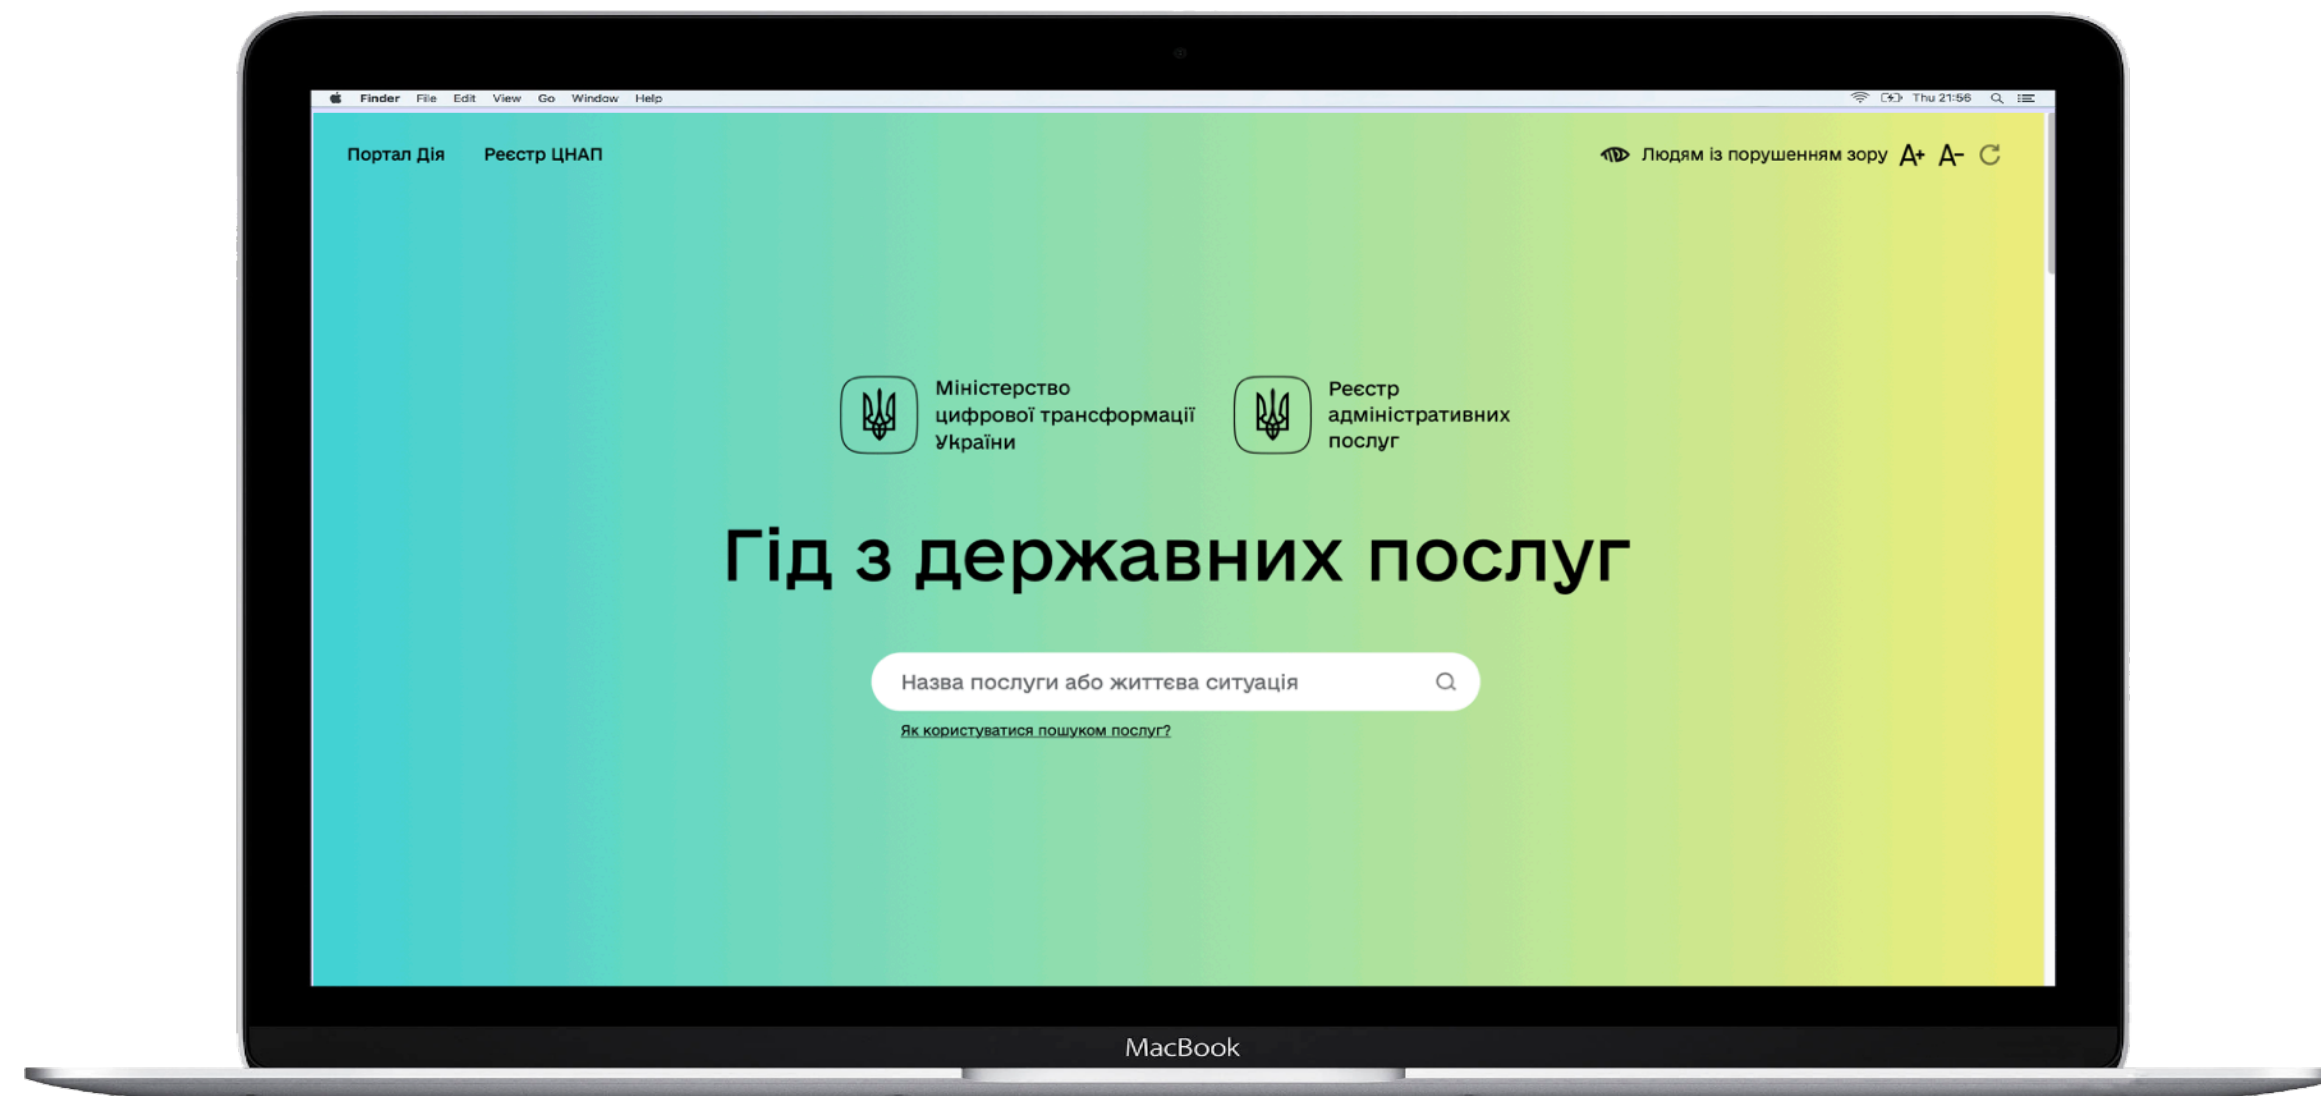 Finder File Edit View Go Window Help
Thu 21:56
Портал Дія Реєстр ЦНАП
Людям із порушенням зору A+ A-
Міністерство
цифрової трансформації
України
Реєстр
адміністративних
послуг
Гід з державних послуг
Назва послуги або життєва ситуація
Як користуватися пошуком послуг?
MacBook